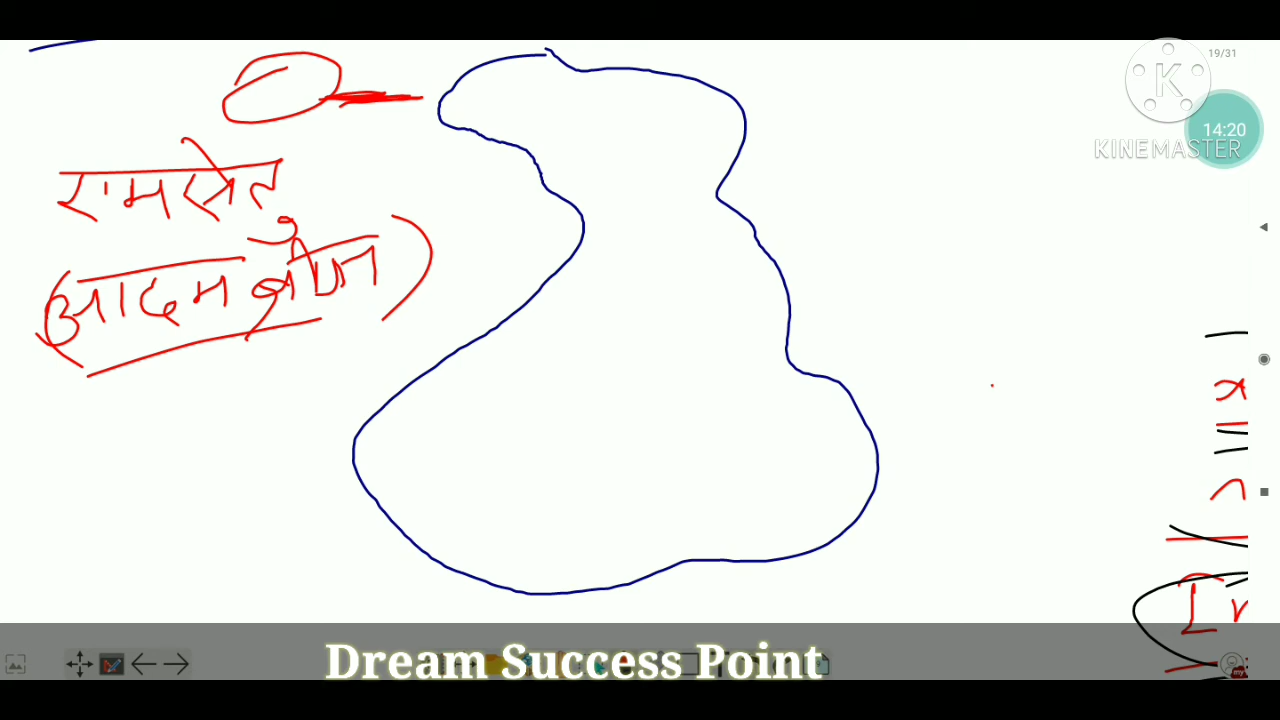 19/31
14:20
K
KINEMASTER
रामसेतु
(आदम ब्रीज)
Dream Success Point